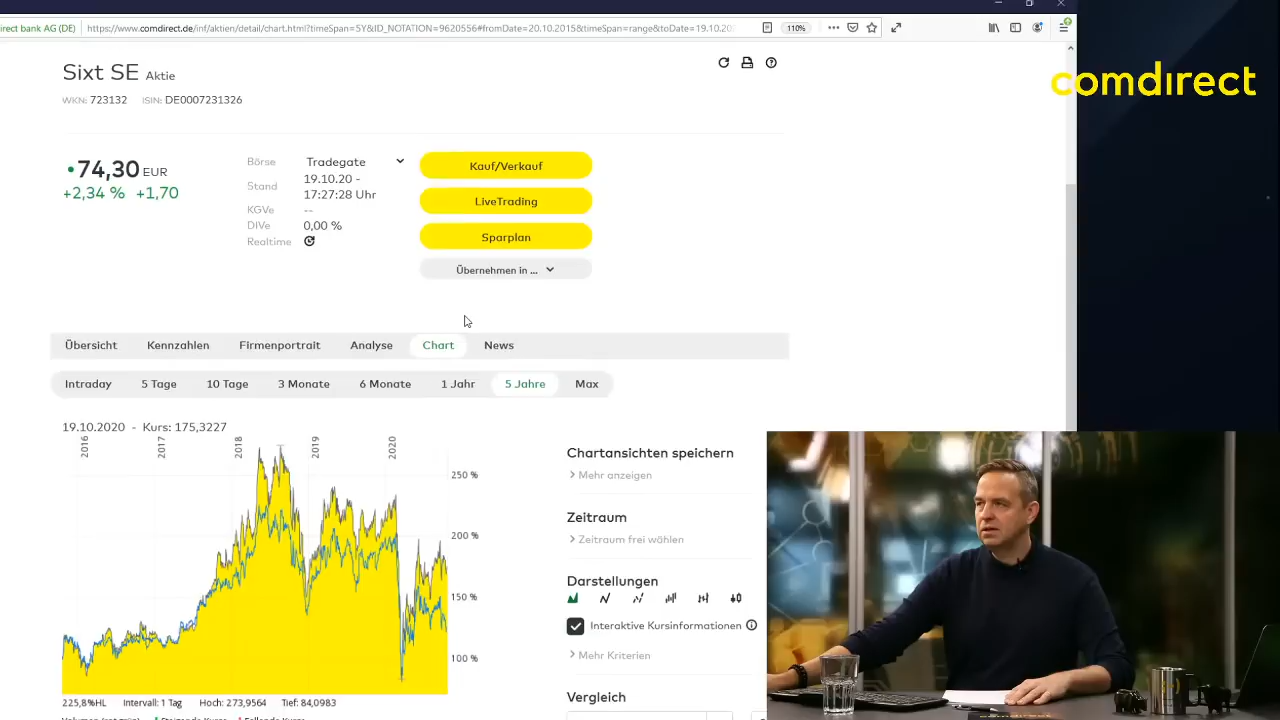 irect bank AG (DE)
https://www.comdirect.de/inf/aktien/detail/chart.html?timeSpan=5Y&ID_NOTATION=9620556#fromDate=20.10.2015&timeSpan=range&toDate=19.10.20
110%
comdirect
Sixt SE Aktie
WKN: 723132 ISIN: DE0007231326
74,30 EUR
+2,34 % +1,70
Börse Tradegate
Stand 19.10.20 -
17:27:28 Uhr
KGVe --
DIVe 0,00 %
Realtime
Kauf/Verkauf
LiveTrading
Sparplan
Übernehmen in ...
Übersicht Kennzahlen Firmenportrait Analyse Chart News
Intraday 5 Tage 10 Tage 3 Monate 6 Monate 1 Jahr 5 Jahre Max
19.10.2020 - Kurs: 175,3227
2016 2017 2018 2019 2020
250 %
200 %
150 %
100 %
225,8%HL Intervall: 1 Tag Hoch: 273,9564 Tief: 84,0983
Chartansichten speichern
Mehr anzeigen
Zeitraum
Zeitraum frei wählen
Darstellungen
Interaktive Kursinformationen
Mehr Kriterien
Vergleich